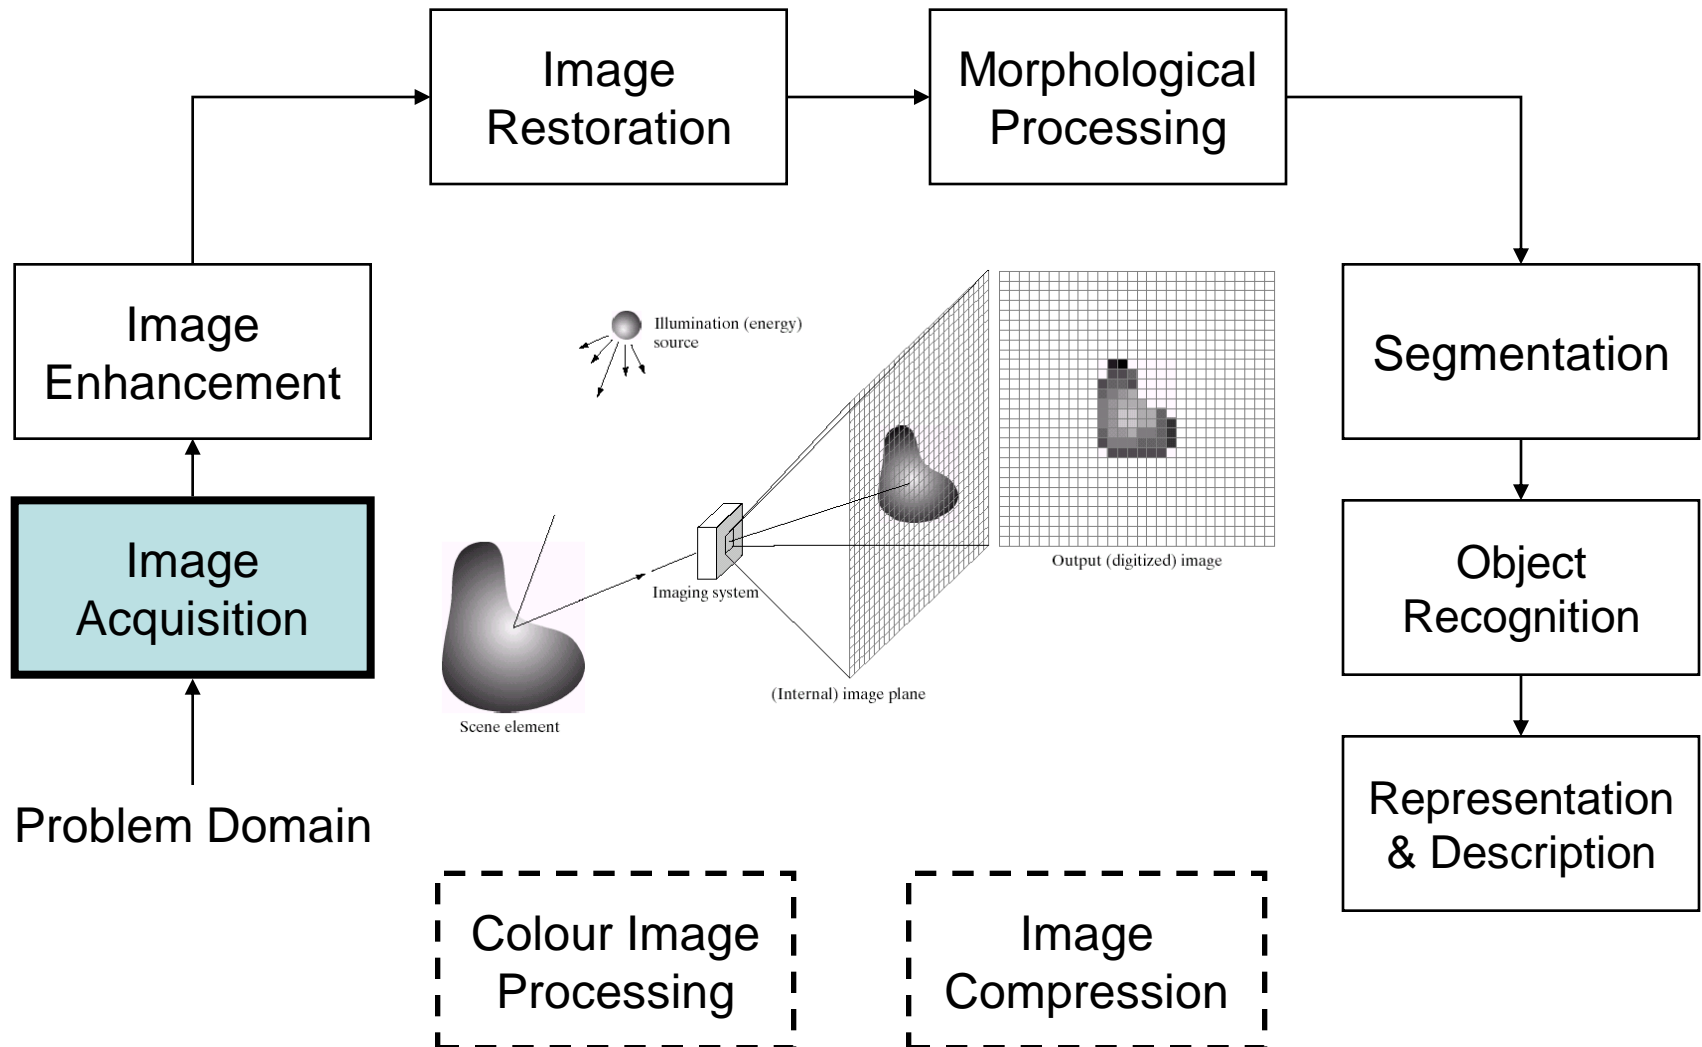 Image
Restoration
Morphological
Processing
Image
Enhancement
Illumination (energy)
source
Segmentation
Image
Acquisition
Imaging system
Output (digitized) image
Object
Recognition
(Internal) image plane
Scene element
Problem Domain
Representation
& Description
Colour Image
Processing
Image
Compression